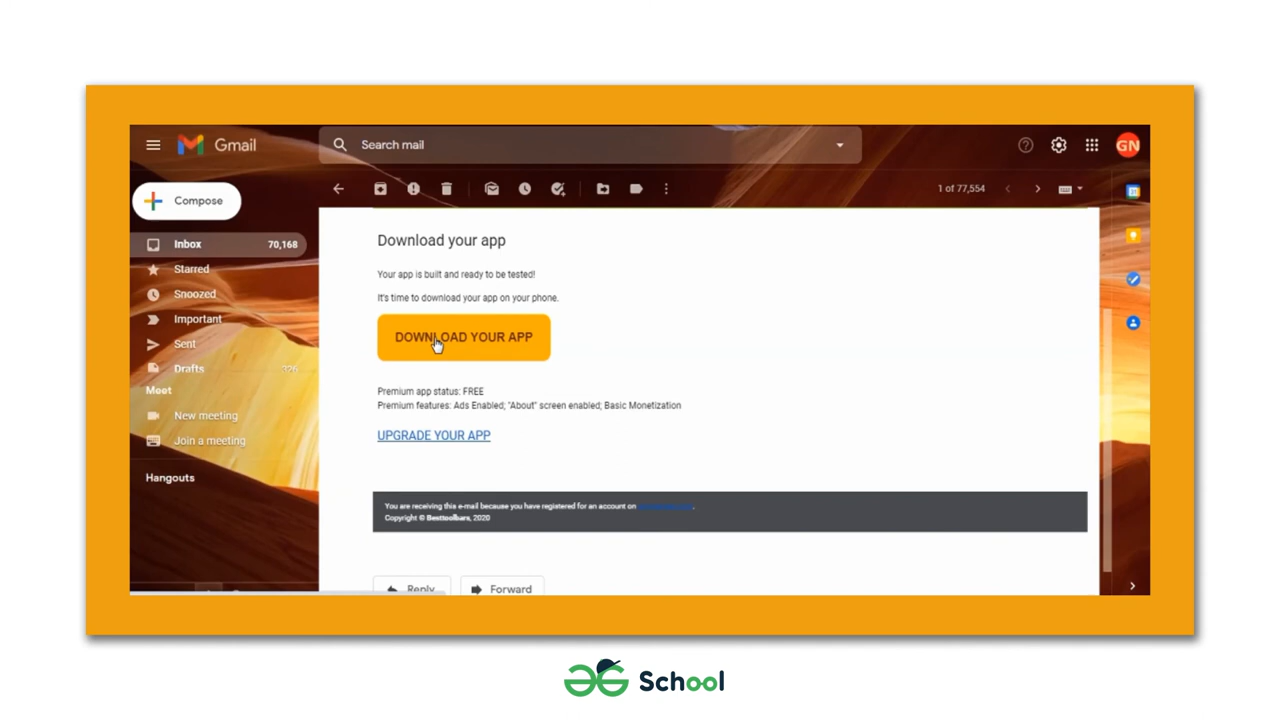 Gmail
Search mail
GN
Compose
1 of 77,554
Inbox 70,168
Starred
Snoozed
Important
Sent
Drafts 326
Meet
New meeting
Join a meeting
Hangouts
Download your app
Your app is built and ready to be tested!
It's time to download your app on your phone.
DOWNLOAD YOUR APP
Premium app status: FREE
Premium features: Ads Enabled; "About" screen enabled; Basic Monetization
UPGRADE YOUR APP
You are receiving this e-mail because you have registered for an account on
Copyright © Besttoolbars, 2020
Reply Forward
School